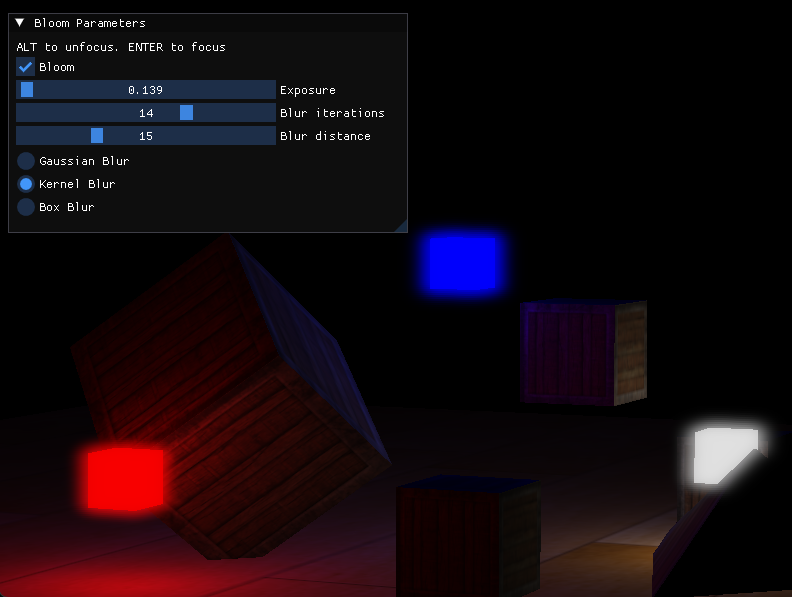 Bloom Parameters
ALT to unfocus. ENTER to focus
Bloom
0.139 Exposure
14 Blur iterations
15 Blur distance
Gaussian Blur
Kernel Blur
Box Blur